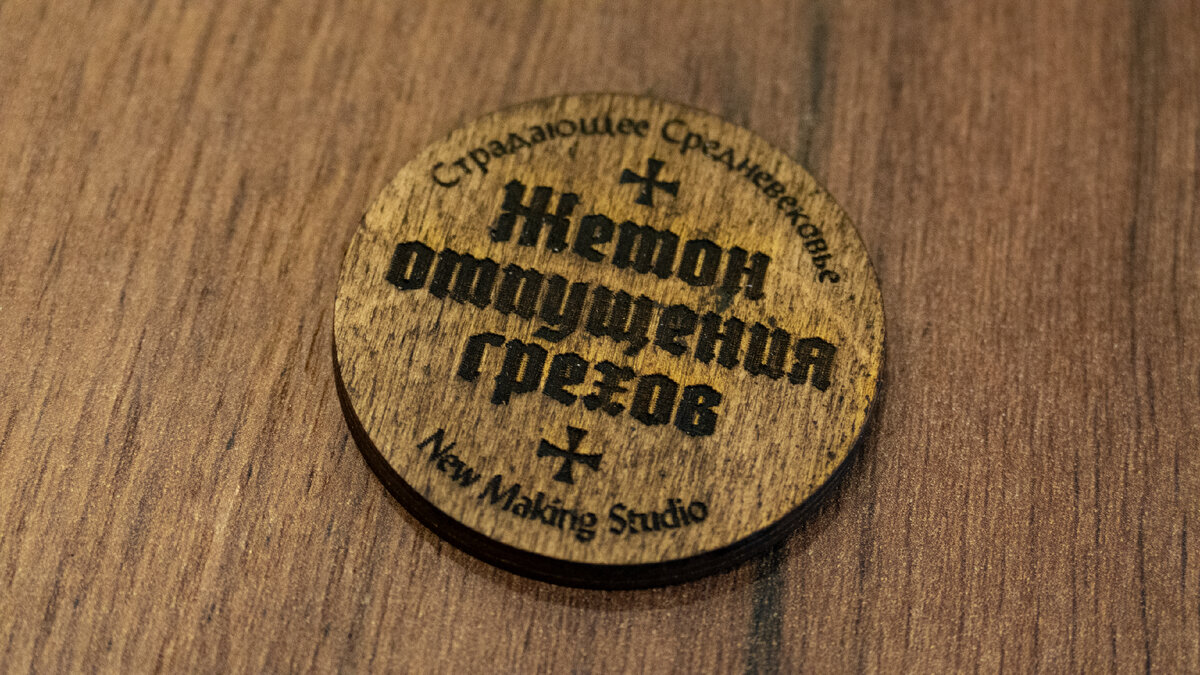 Страдающее Средневековье
Жетон
отпущения
грехов
New Making Studio